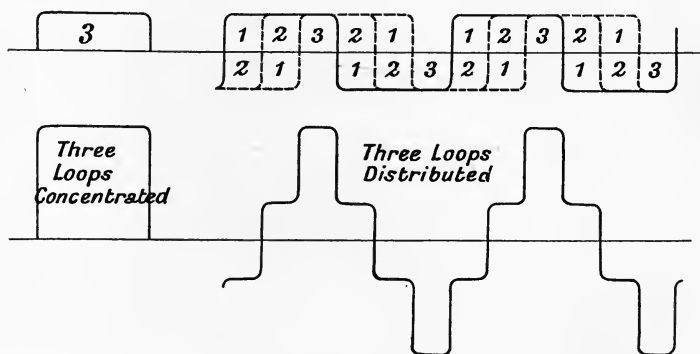 3 1 2 3 2 1 1 2 3 2 1
2 1 1 2 3 2 1 1 2 3
Three
Loops
Concentrated
Three Loops
Distributed